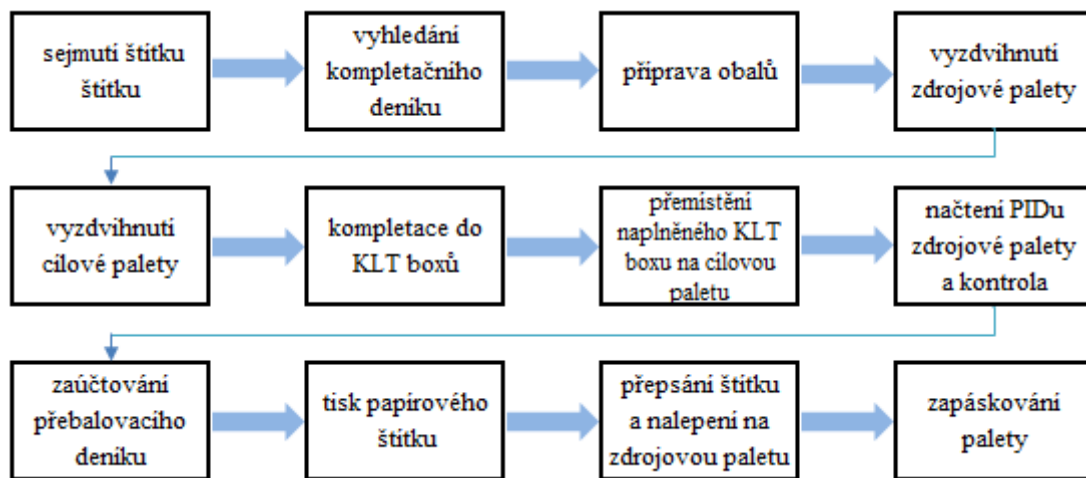 sejmutí štítku
štítku
vyhledání
kompletačního
deníku
příprava obalů
vyzdvihnutí
zdrojové palety
vyzdvihnutí
cílové palety
kompletace do
KLT boxů
přemístění
naplněného KLT
boxu na cílovou
paletu
načtení PIDu
zdrojové palety
a kontrola
zaúčtování
přebalovacího
deníku
tisk papírového
štítku
přepsání štítku
a nalepení na
zdrojovou paletu
zapáskování
palety